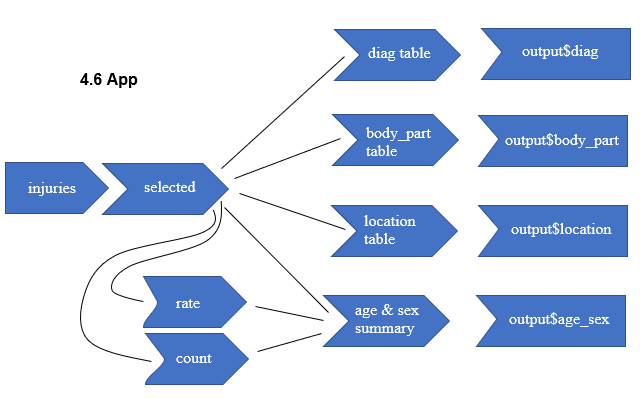 4.6 App
injuries
selected
rate
count
diag table
body_part
table
location
table
age & sex
summary
output$diag
output$body_part
output$location
output$age_sex